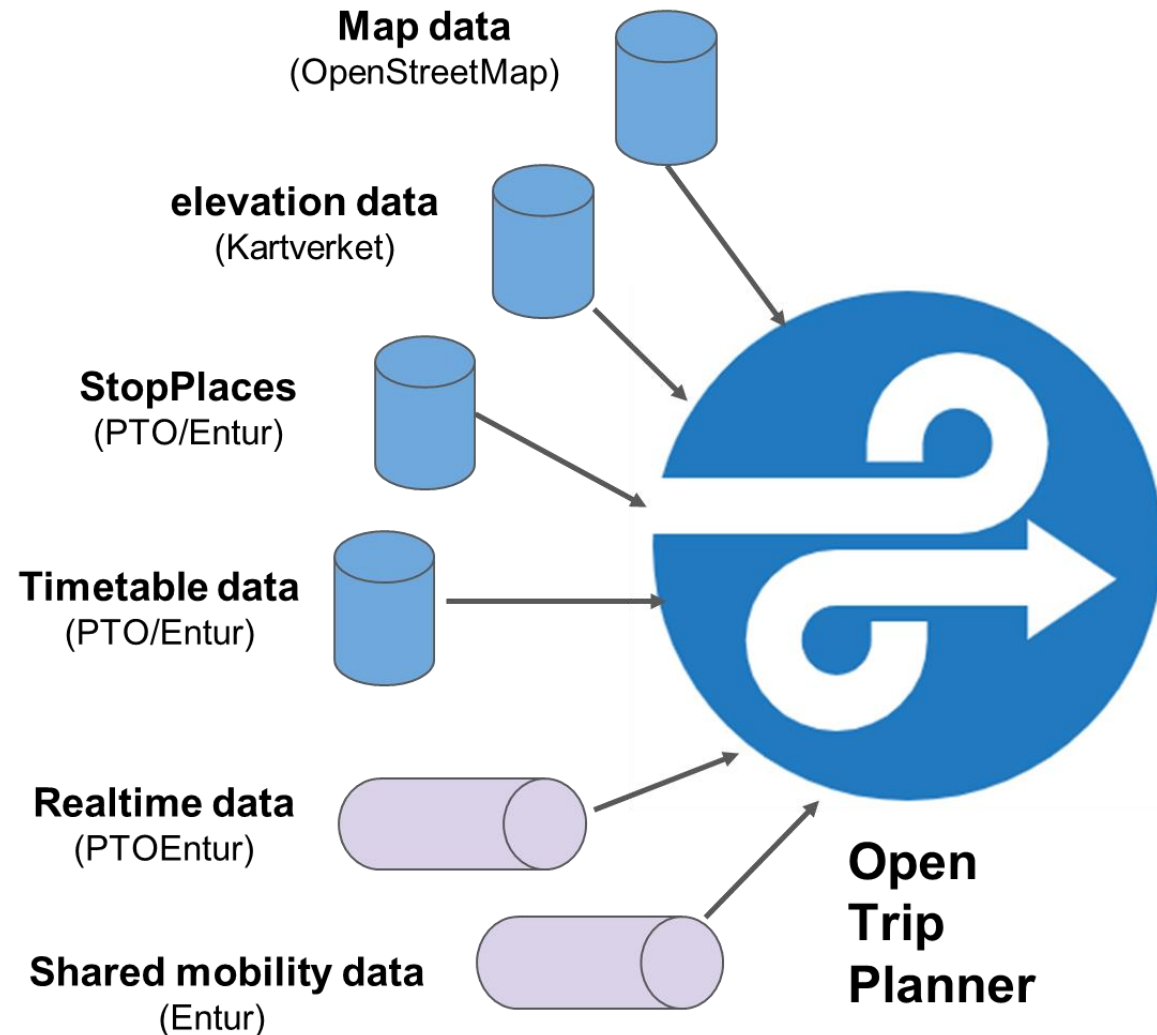 Map data
(OpenStreetMap)
elevation data
(Kartverket)
StopPlaces
(PTO/Entur)
Timetable data
(PTO/Entur)
Realtime data
(PTOEntur)
Shared mobility data
(Entur)
Open
Trip
Planner